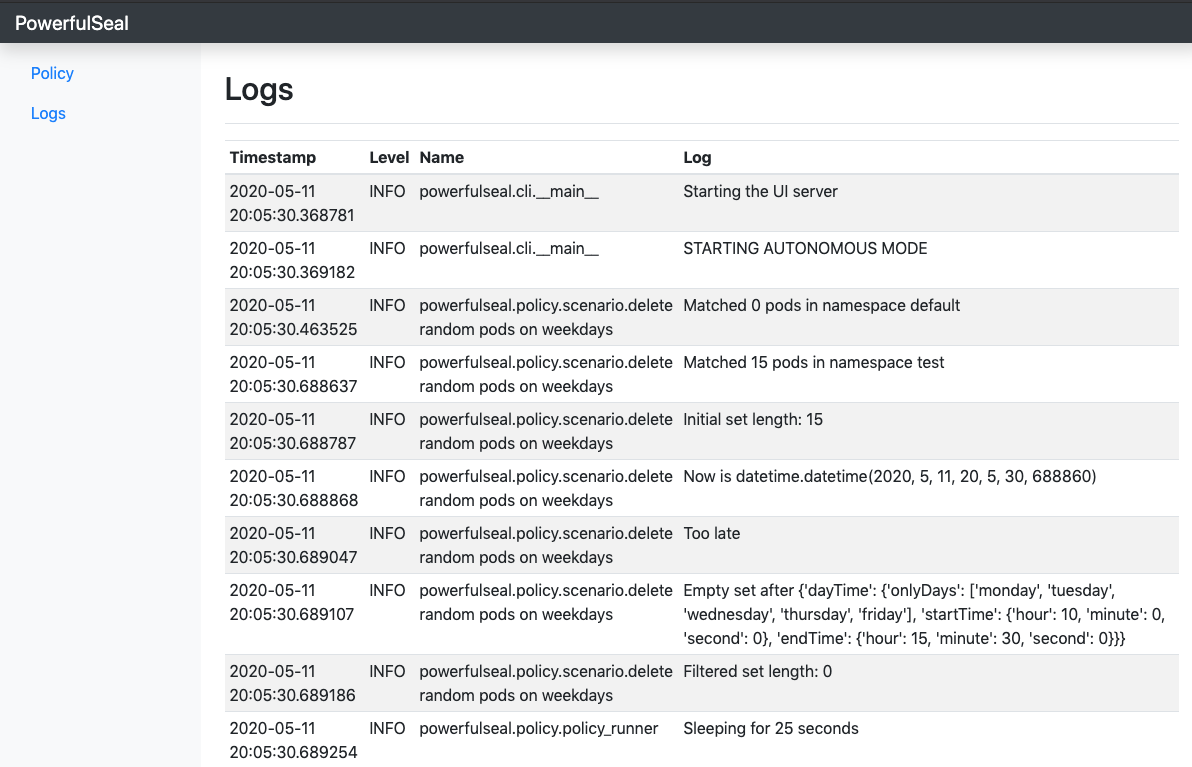 PowerfulSeal
Policy
Logs
Logs
Timestamp Level Name Log
2020-05-11 20:05:30.368781 INFO powerfulseal.cli.__main__ Starting the UI server
2020-05-11 20:05:30.369182 INFO powerfulseal.cli.__main__ STARTING AUTONOMOUS MODE
2020-05-11 20:05:30.463525 INFO powerfulseal.policy.scenario.delete random pods on weekdays Matched 0 pods in namespace default
2020-05-11 20:05:30.688637 INFO powerfulseal.policy.scenario.delete random pods on weekdays Matched 15 pods in namespace test
2020-05-11 20:05:30.688787 INFO powerfulseal.policy.scenario.delete random pods on weekdays Initial set length: 15
2020-05-11 20:05:30.688868 INFO powerfulseal.policy.scenario.delete random pods on weekdays Now is datetime.datetime(2020, 5, 11, 20, 5, 30, 688860)
2020-05-11 20:05:30.689047 INFO powerfulseal.policy.scenario.delete random pods on weekdays Too late
2020-05-11 20:05:30.689107 INFO powerfulseal.policy.scenario.delete random pods on weekdays Empty set after {'dayTime': {'onlyDays': ['monday', 'tuesday', 'wednesday', 'thursday', 'friday'], 'startTime': {'hour': 10, 'minute': 0, 'second': 0}, 'endTime': {'hour': 15, 'minute': 30, 'second': 0}}}
2020-05-11 20:05:30.689186 INFO powerfulseal.policy.scenario.delete random pods on weekdays Filtered set length: 0
2020-05-11 20:05:30.689254 INFO powerfulseal.policy.policy_runner Sleeping for 25 seconds